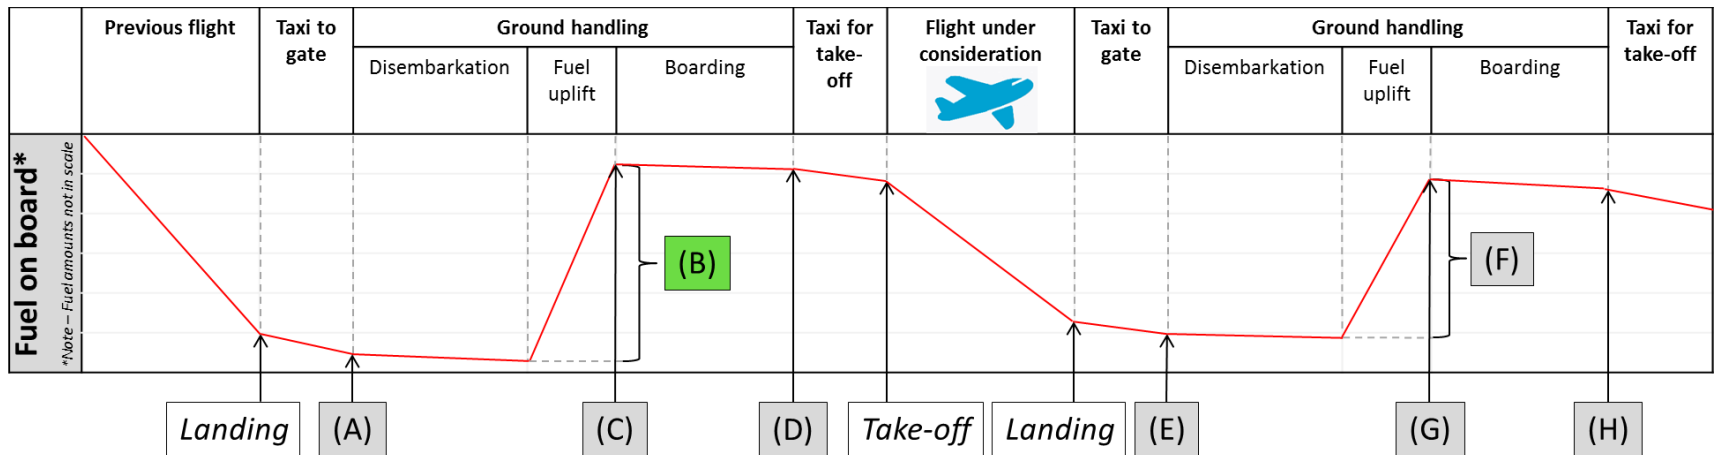 Previous flight
Taxi to
gate
Ground handling
Disembarkation
Fuel
uplift
Boarding
Taxi for
take-
off
Flight under
consideration
Taxi to
gate
Ground handling
Disembarkation
Fuel
uplift
Boarding
Taxi for
take-off
Fuel on board*
*Note – Fuel amounts not in scale
(B)
(F)
Landing
(A)
(C)
(D)
Take-off
Landing
(E)
(G)
(H)